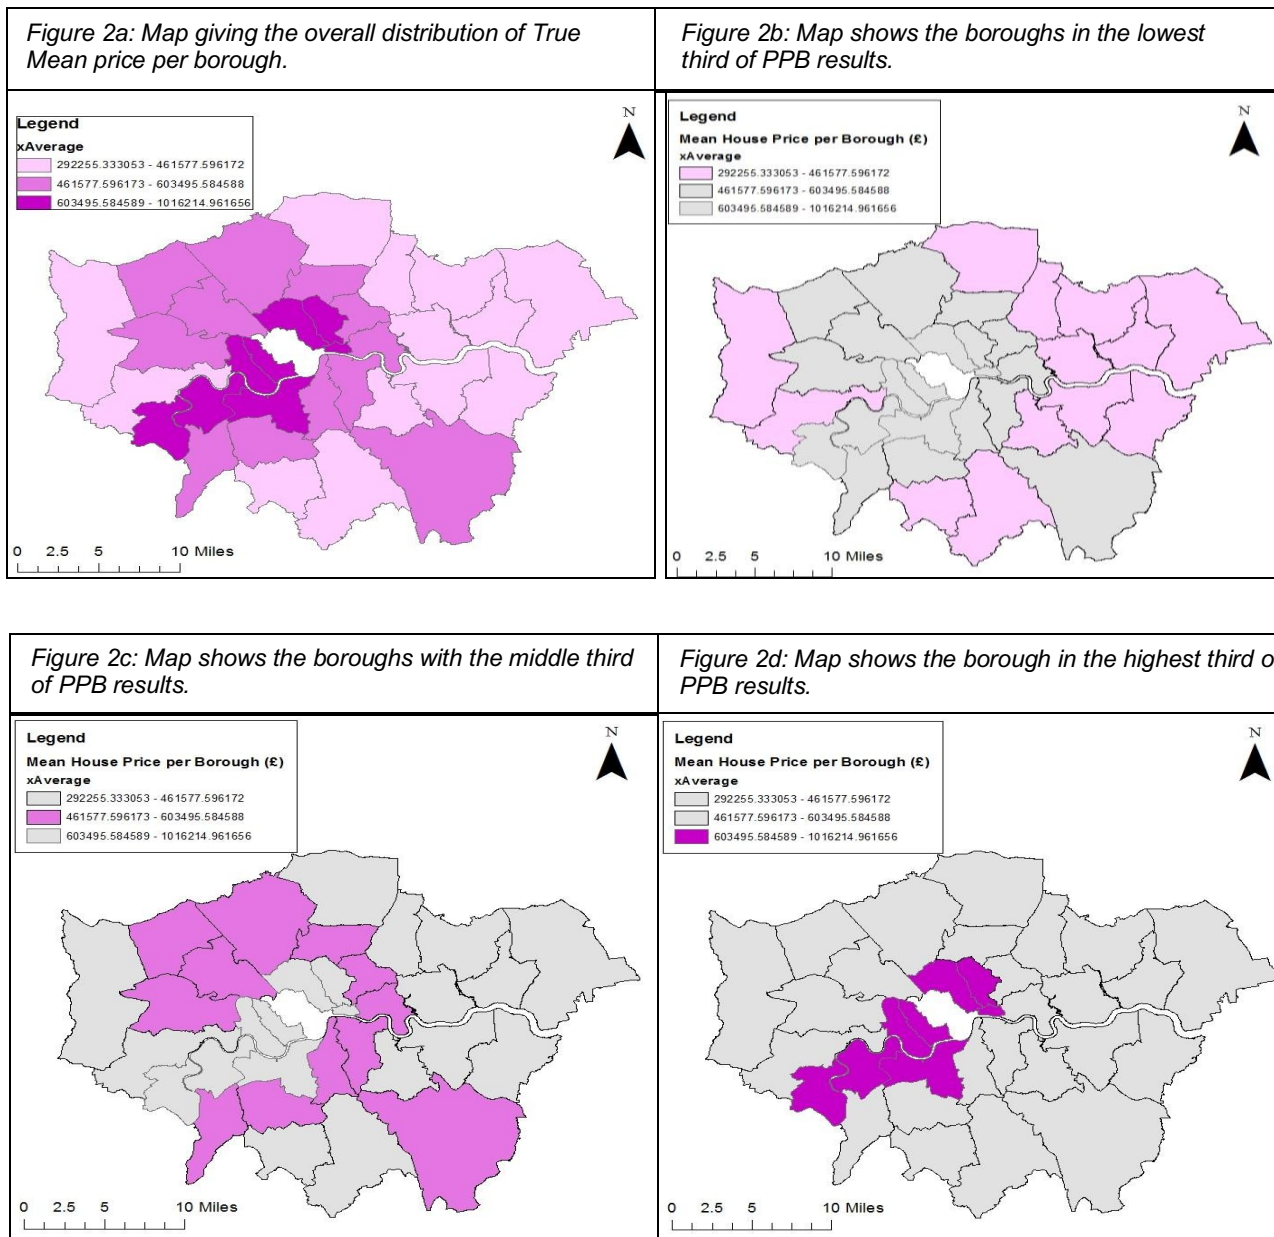 Figure 2a: Map giving the overall distribution of True
Mean price per borough.
Figure 2b: Map shows the boroughs in the lowest
third of PPB results.
Legend
xAverage
292255.333053 - 461577.596172
461577.596173 - 603495.584588
603495.584589 - 1016214.961656
N
0 2.5 5 10 Miles
Legend
Mean House Price per Borough (£)
xAverage
292255.333053 - 461577.596172
461577.596173 - 603495.584588
603495.584589 - 1016214.961656
N
0 2.5 5 10 Miles
Figure 2c: Map shows the boroughs with the middle third
of PPB results.
Figure 2d: Map shows the borough in the highest third o
PPB results.
Legend
Mean House Price per Borough (£)
xAverage
292255.333053 - 461577.596172
461577.596173 - 603495.584588
603495.584589 - 1016214.961656
N
0 2.5 5 10 Miles
Legend
Mean House Price per Borough (£)
xAverage
292255.333053 - 461577.596172
461577.596173 - 603495.584588
603495.584589 - 1016214.961656
N
0 2.5 5 10 Miles